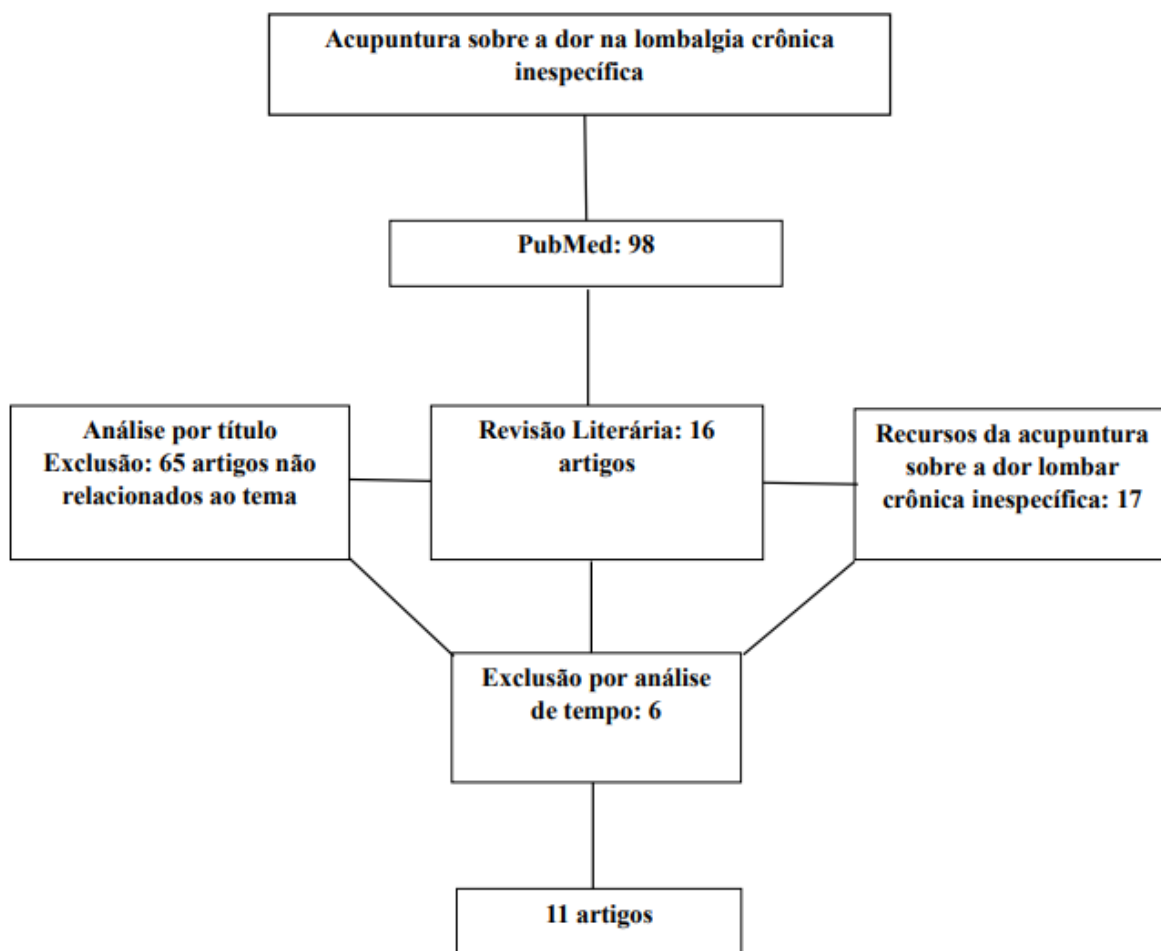 Acupuntura sobre a dor na lombalgia crônica
inespecífica
PubMed: 98
Análise por título
Exclusão: 65 artigos não
relacionados ao tema
Revisão Literária: 16
artigos
Recursos da acupuntura
sobre a dor lombar
crônica inespecífica: 17
Exclusão por análise
de tempo: 6
11 artigos